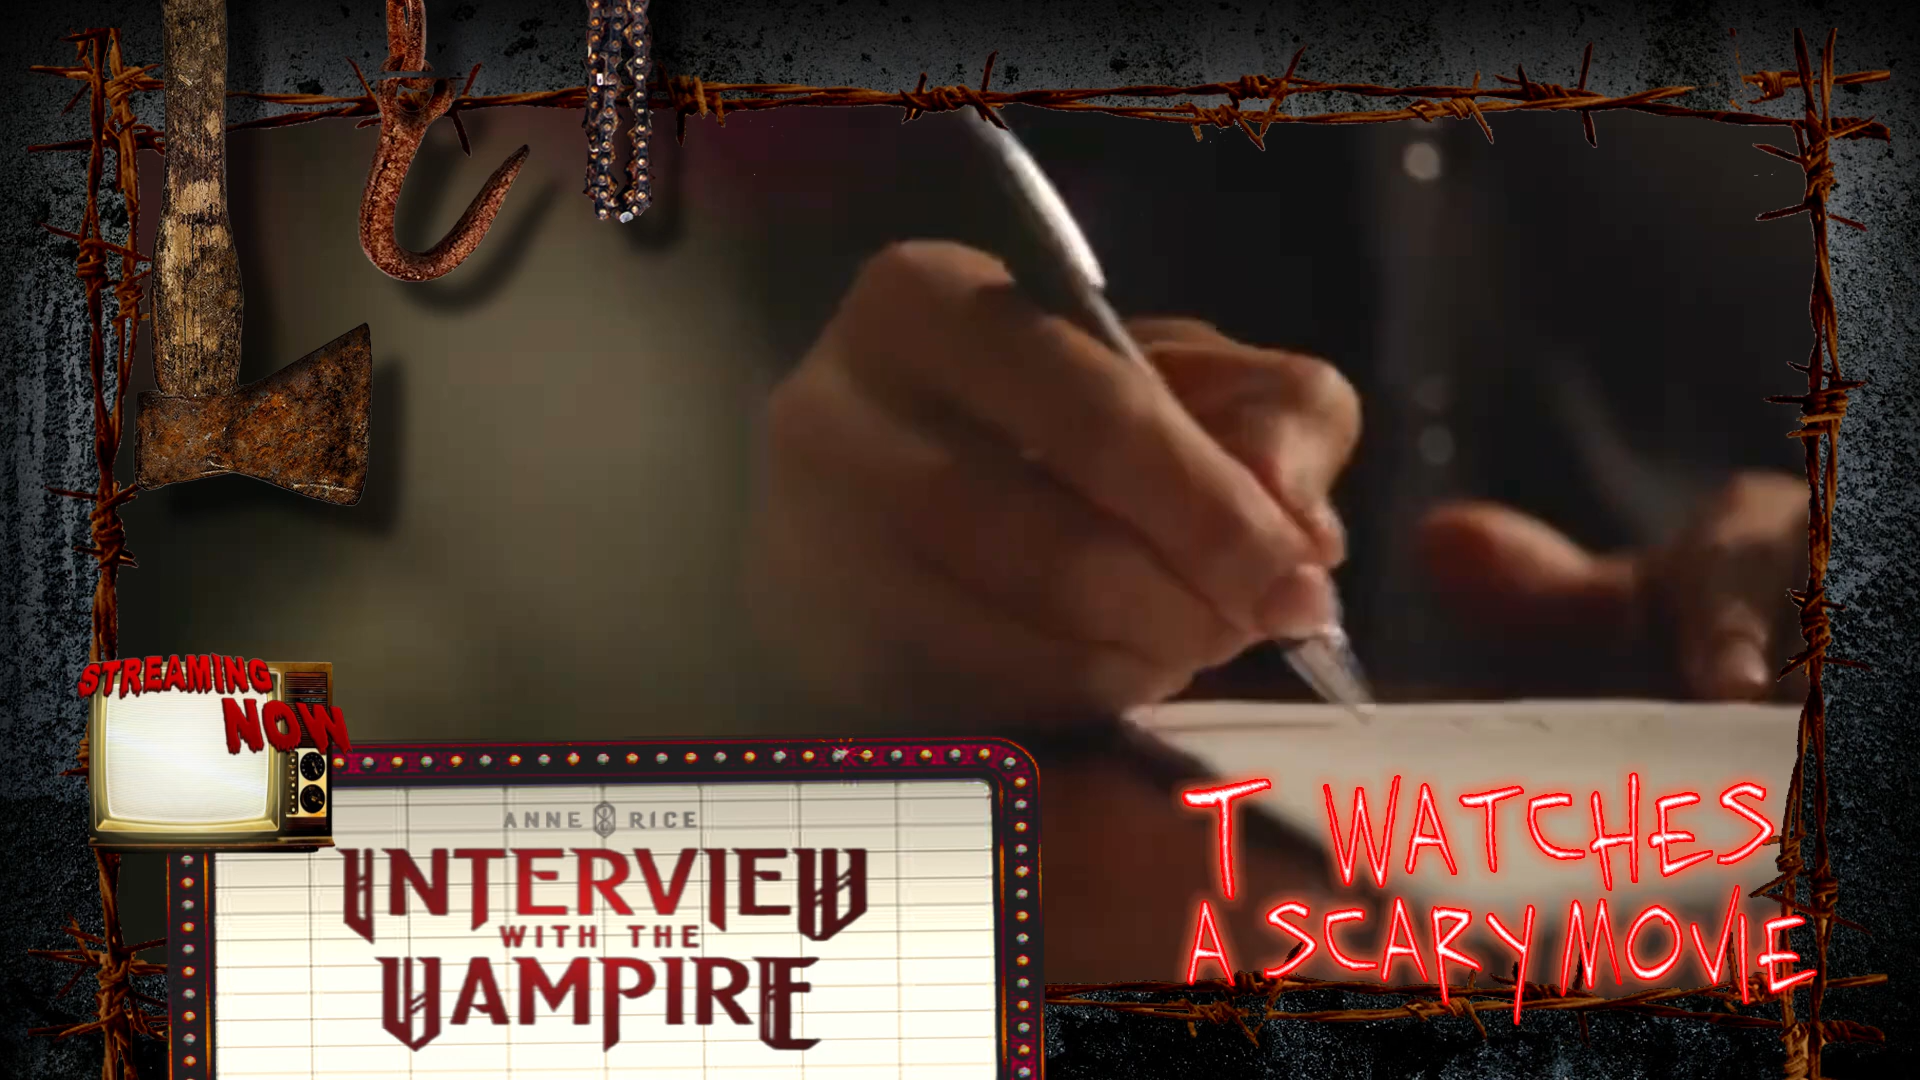 STREAMING
NOW
ANNE RICE
INTERVIEW
WITH THE
VAMPIRE
T WATCHES
A SCARY MOVIE